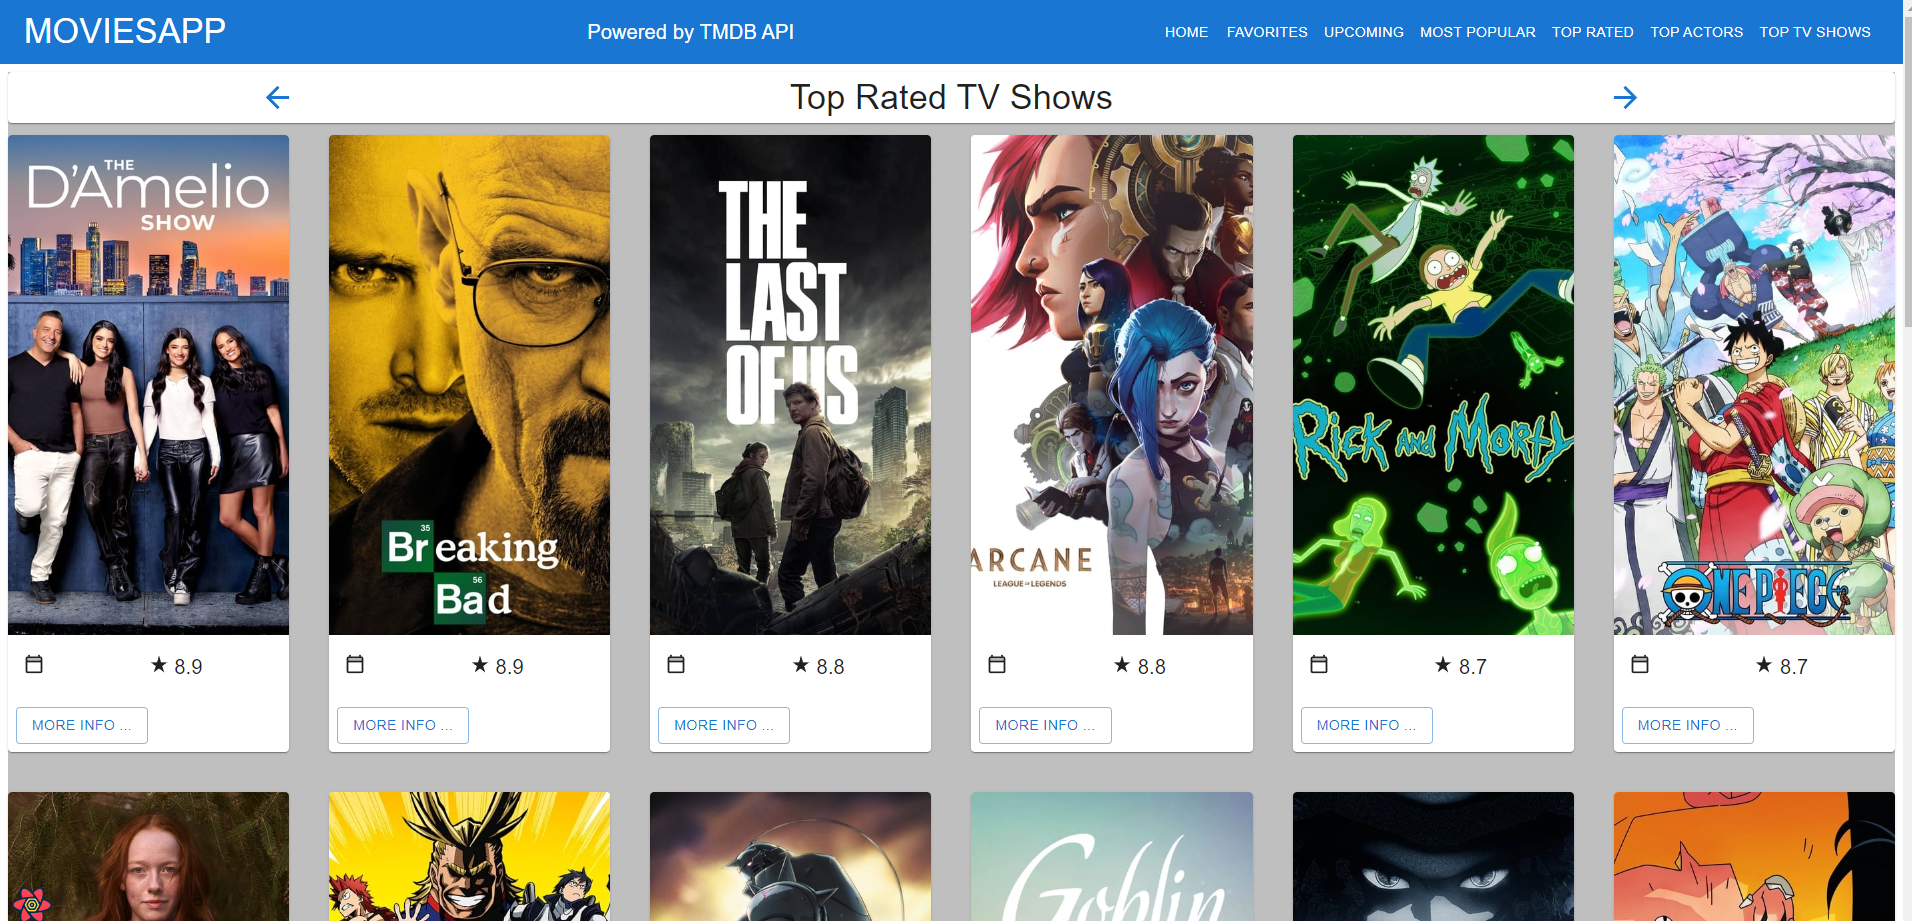 MOVIESAPP
Powered by TMDB API
HOME FAVORITES UPCOMING MOST POPULAR TOP RATED TOP ACTORS TOP TV SHOWS
Top Rated TV Shows
THE
D'Amelio
SHOW
35
Breaking
56
Bad
THE
LAST
OF US
ARCANE
LEAGUE OF LEGENDS
RICK AND MORTY
ONE PIECE
8.9
8.9
8.8
8.8
8.7
8.7
MORE INFO ...
MORE INFO ...
MORE INFO ...
MORE INFO ...
MORE INFO ...
MORE INFO ...
Goblin